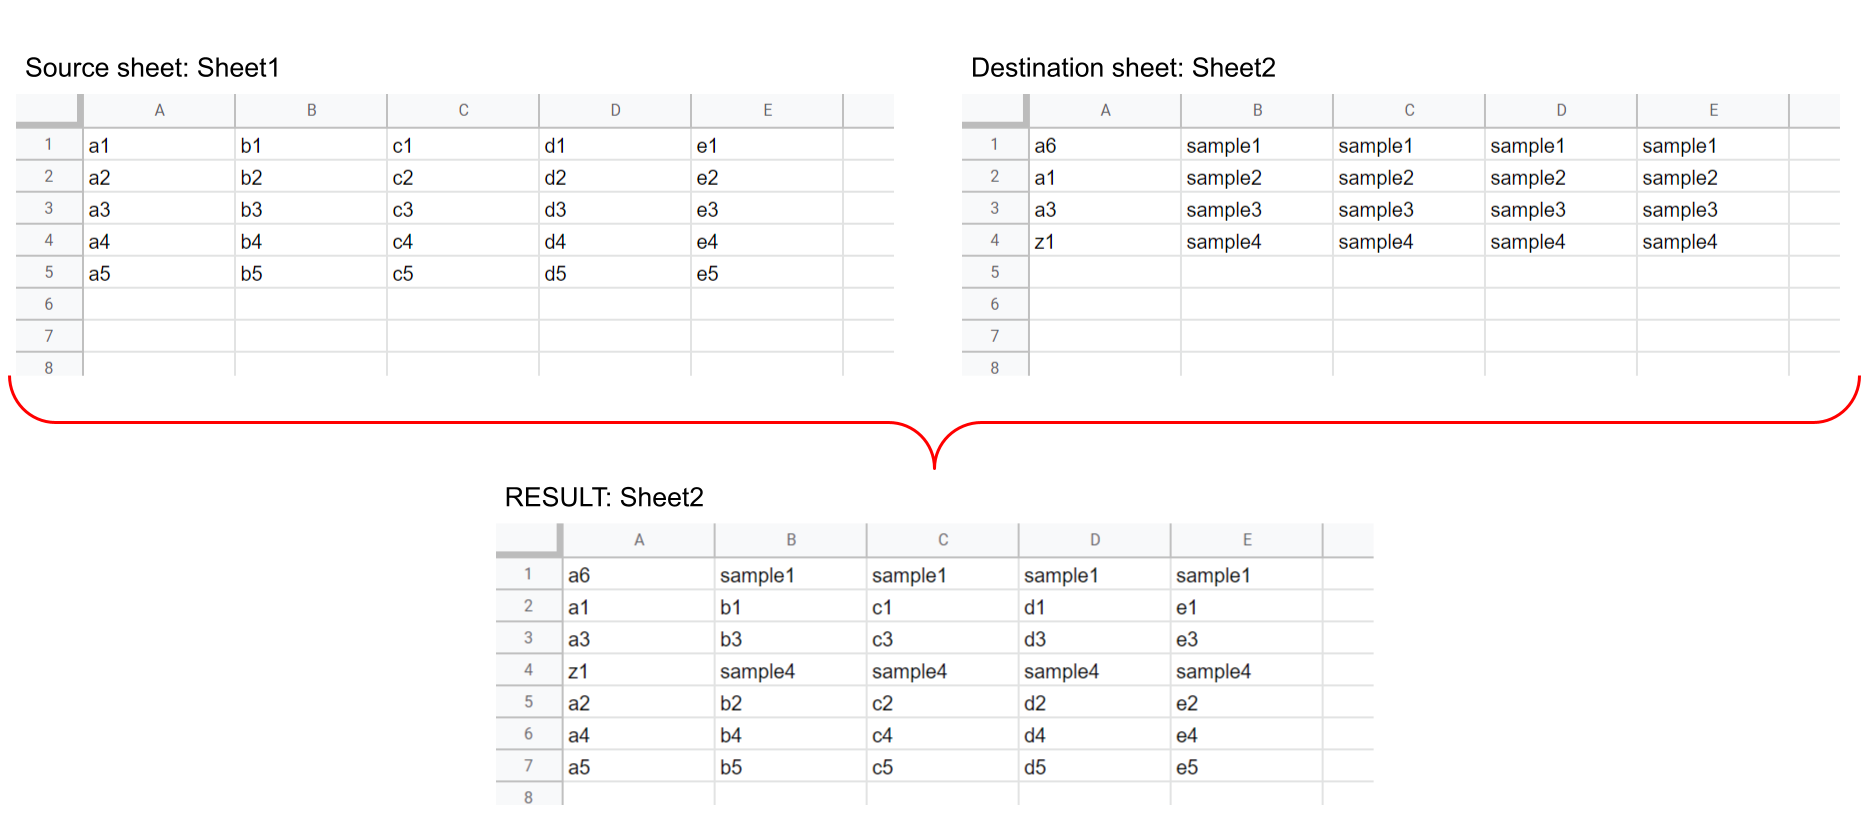 Source sheet: Sheet1
A B C D E
1 a1 b1 c1 d1 e1
2 a2 b2 c2 d2 e2
3 a3 b3 c3 d3 e3
4 a4 b4 c4 d4 e4
5 a5 b5 c5 d5 e5
6
7
8
Destination sheet: Sheet2
A B C D E
1 a6 sample1 sample1 sample1 sample1
2 a1 sample2 sample2 sample2 sample2
3 a3 sample3 sample3 sample3 sample3
4 z1 sample4 sample4 sample4 sample4
5
6
7
8
RESULT: Sheet2
A B C D E
1 a6 sample1 sample1 sample1 sample1
2 a1 b1 c1 d1 e1
3 a3 b3 c3 d3 e3
4 z1 sample4 sample4 sample4 sample4
5 a2 b2 c2 d2 e2
6 a4 b4 c4 d4 e4
7 a5 b5 c5 d5 e5
8